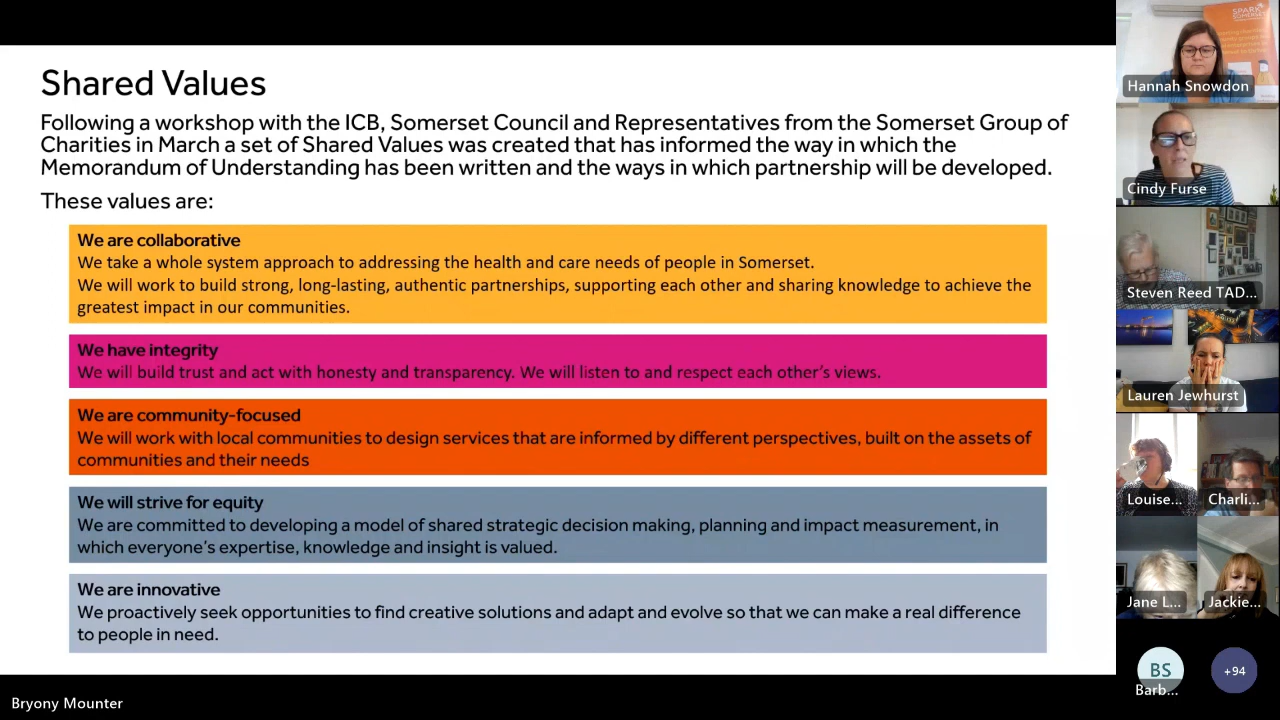 Shared Values
Following a workshop with the ICB, Somerset Council and Representatives from the Somerset Group of
Charities in March a set of Shared Values was created that has informed the way in which the
Memorandum of Understanding has been written and the ways in which partnership will be developed.
These values are:
We are collaborative
We take a whole system approach to addressing the health and care needs of people in Somerset.
We will work to build strong, long-lasting, authentic partnerships, supporting each other and sharing knowledge to achieve the
greatest impact in our communities.
We have integrity
We will build trust and act with honesty and transparency. We will listen to and respect each other's views.
We are community-focused
We will work with local communities to design services that are informed by different perspectives, built on the assets of
communities and their needs
We will strive for equity
We are committed to developing a model of shared strategic decision making, planning and impact measurement, in
which everyone's expertise, knowledge and insight is valued.
We are innovative
We proactively seek opportunities to find creative solutions and adapt and evolve so that we can make a real difference
to people in need.
Bryony Mounter
SPARK
SOMERSET
Hannah Snowdon
Cindy Furse
Steven Reed TAD...
Lauren Jewhurst
Louise...
Charli...
Jane L...
Jackie...
BS
Barb...
+94